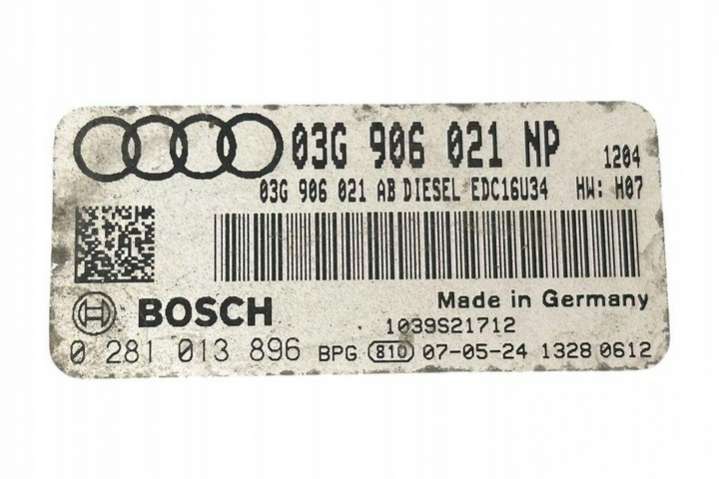 03G 906 021 NP 1204
03G 906 021 AB DIESEL EDC16U34 HW: H07
BOSCH Made in Germany
1039S21712
0 281 013 896 BPG 810 07-05-24 1328 0612